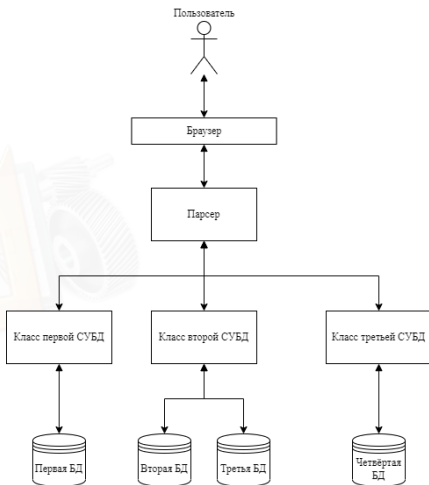 Пользователь
Браузер
Парсер
Класс первой СУБД
Класс второй СУБД
Класс третьей СУБД
Первая БД
Вторая БД
Третья БД
Четвёртая
БД